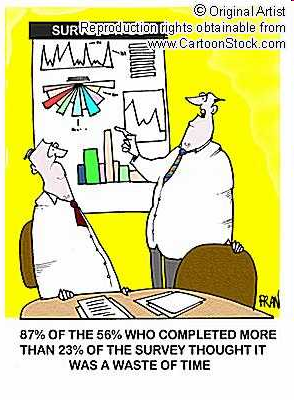 © Original Artist
Reproduction rights obtainable from
www.CartoonStock.com
SURVEY
FRAN
87% OF THE 56% WHO COMPLETED MORE
THAN 23% OF THE SURVEY THOUGHT IT
WAS A WASTE OF TIME